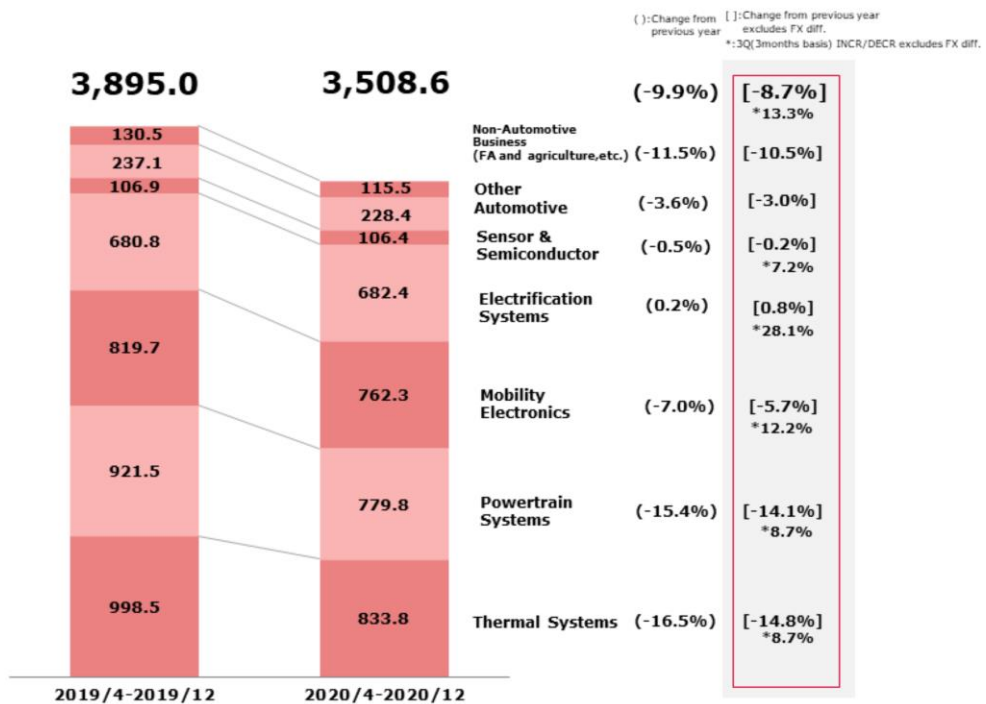 ( ):Change from
previous year
[ ]:Change from previous year
excludes FX diff.
*:3Q(3months basis) INCR/DECR excludes FX diff.
3,895.0
3,508.6
(-9.9%)
[-8.7%]
*13.3%
130.5
237.1
106.9
680.8
819.7
921.5
998.5
115.5
228.4
106.4
682.4
762.3
779.8
833.8
Non-Automotive
Business
(FA and agriculture,etc.)
(-11.5%)
[-10.5%]
Other
Automotive
(-3.6%)
[-3.0%]
Sensor &
Semiconductor
(-0.5%)
[-0.2%]
*7.2%
Electrification
Systems
(0.2%)
[0.8%]
*28.1%
Mobility
Electronics
(-7.0%)
[-5.7%]
*12.2%
Powertrain
Systems
(-15.4%)
[-14.1%]
*8.7%
Thermal Systems
(-16.5%)
[-14.8%]
*8.7%
2019/4-2019/12
2020/4-2020/12